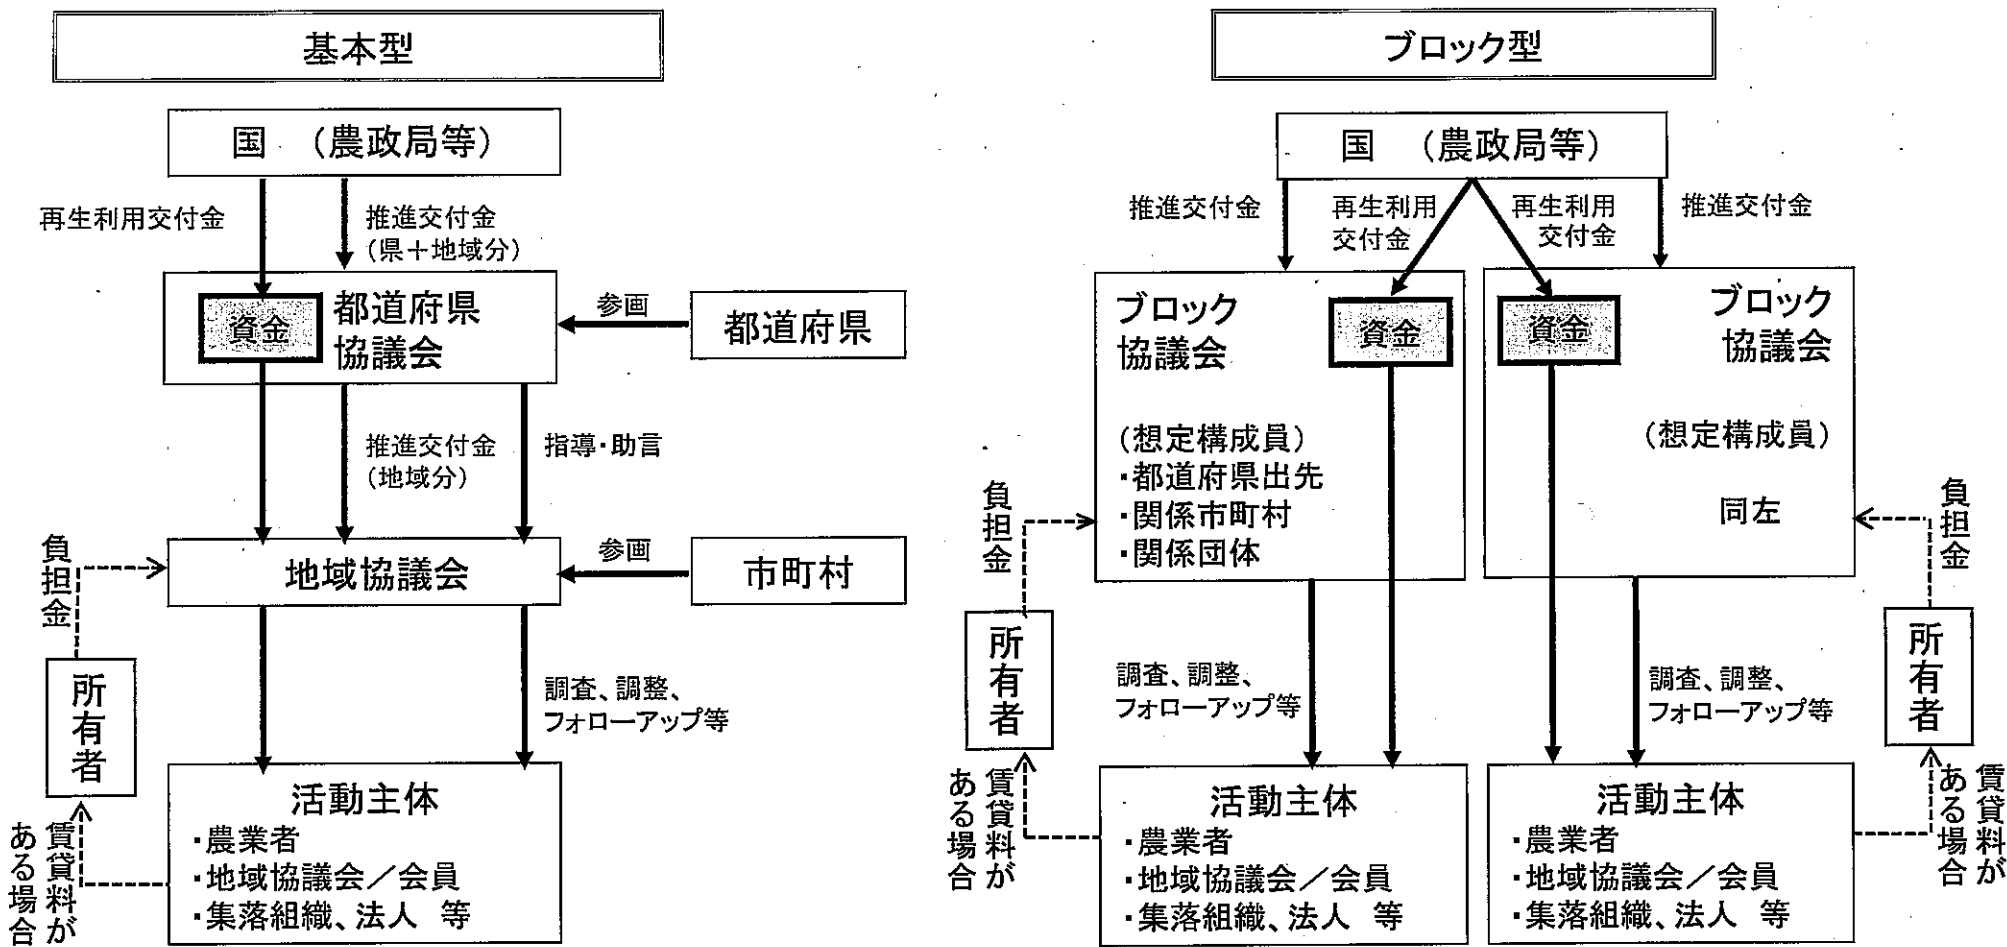 基本型
国 （農政局等）
再生利用交付金
推進交付金
（県＋地域分）
資金
都道府県
協議会
参画
都道府県
推進交付金
（地域分）
指導・助言
地域協議会
参画
市町村
負担金
所有者
調査、調整、
フォローアップ等
賃貸料が
ある場合
活動主体
・農業者
・地域協議会／会員
・集落組織、法人 等
ブロック型
国 （農政局等）
推進交付金
再生利用
交付金
再生利用
交付金
推進交付金
ブロック
協議会
資金
（想定構成員）
・都道府県出先
・関係市町村
・関係団体
資金
ブロック
協議会
（想定構成員）
同左
負担金
所有者
負担金
所有者
調査、調整、
フォローアップ等
調査、調整、
フォローアップ等
賃貸料が
ある場合
活動主体
・農業者
・地域協議会／会員
・集落組織、法人 等
活動主体
・農業者
・地域協議会／会員
・集落組織、法人 等
賃貸料が
ある場合